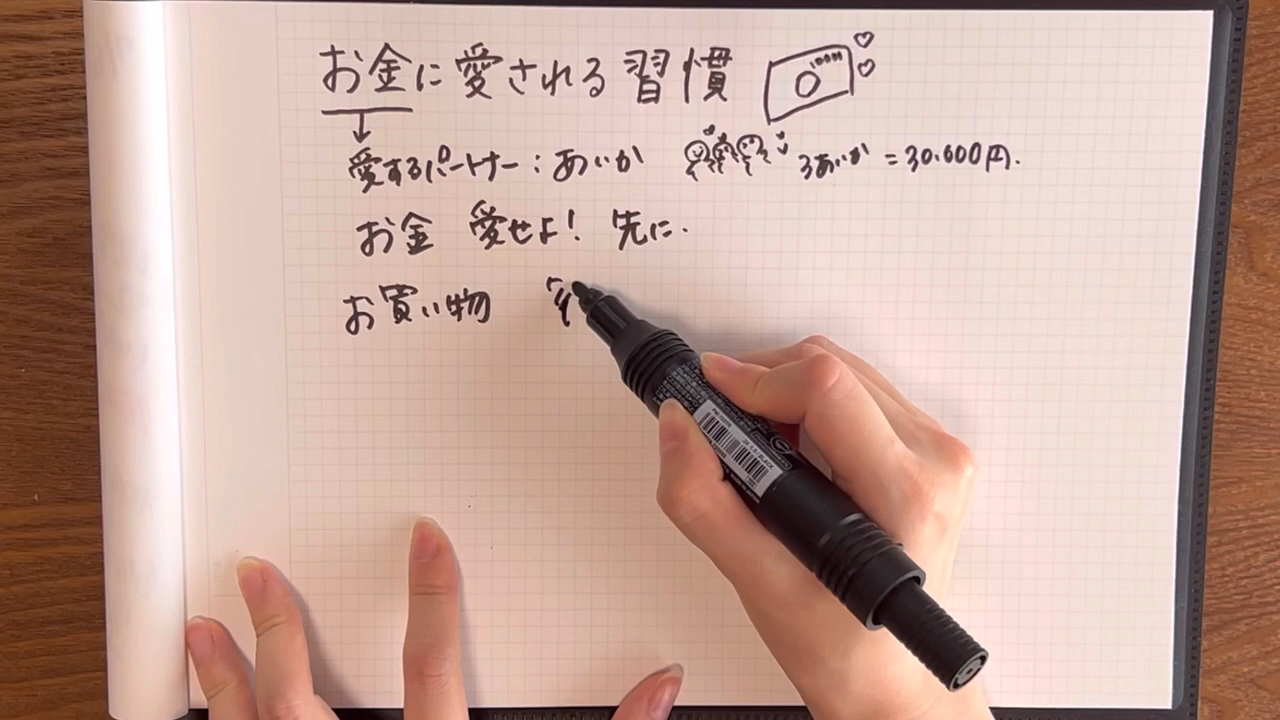 お金に愛される習慣
愛するパートナー：あいか 3あいか＝30.000円.
お金 愛せよ! 先に.
お買い物